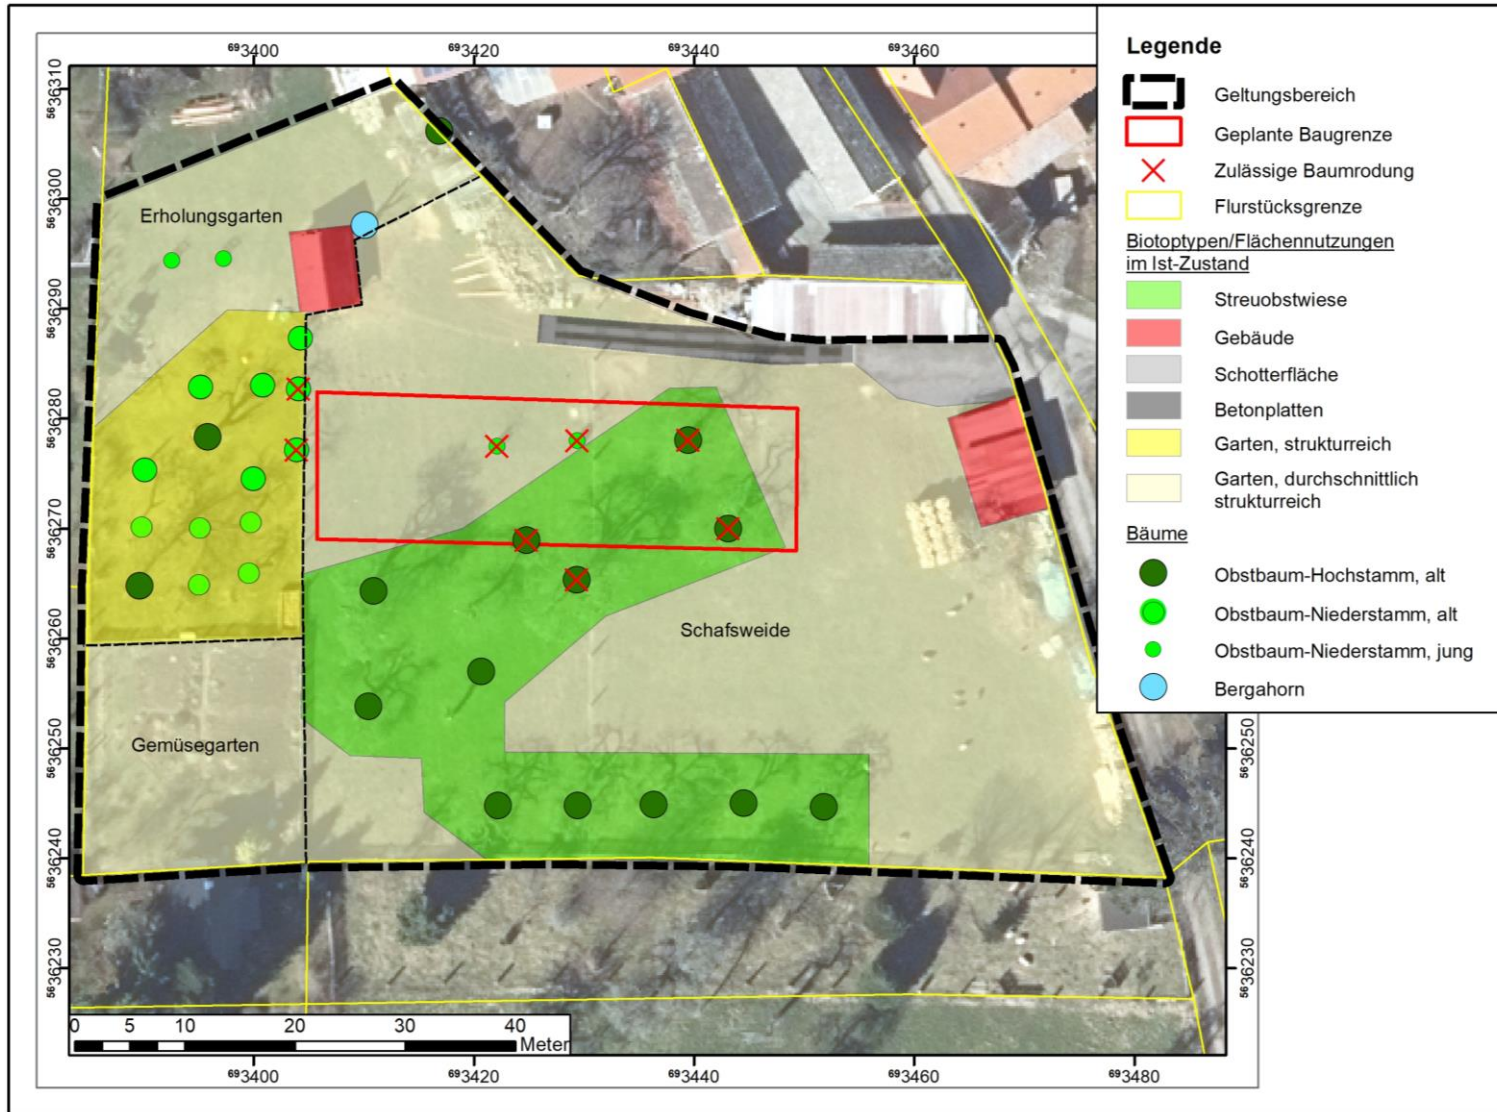 693400 693420 693440 693460
5636310
5636300
5636290
5636280
5636270
5636260
5636250
5636240
5636230
Erholungsgarten
Schafsweide
Gemüsegarten
Legende
Geltungsbereich
Geplante Baugrenze
Zulässige Baumrodung
Flurstücksgrenze
Biotoptypen/Flächennutzungen
im Ist-Zustand
Streuobstwiese
Gebäude
Schotterfläche
Betonplatten
Garten, strukturreich
Garten, durchschnittlich
strukturreich
Bäume
Obstbaum-Hochstamm, alt
Obstbaum-Niederstamm, alt
Obstbaum-Niederstamm, jung
Bergahorn
5636250
5636240
5636230
0 5 10 20 30 40
Meter
693400 693420 693440 693460 693480